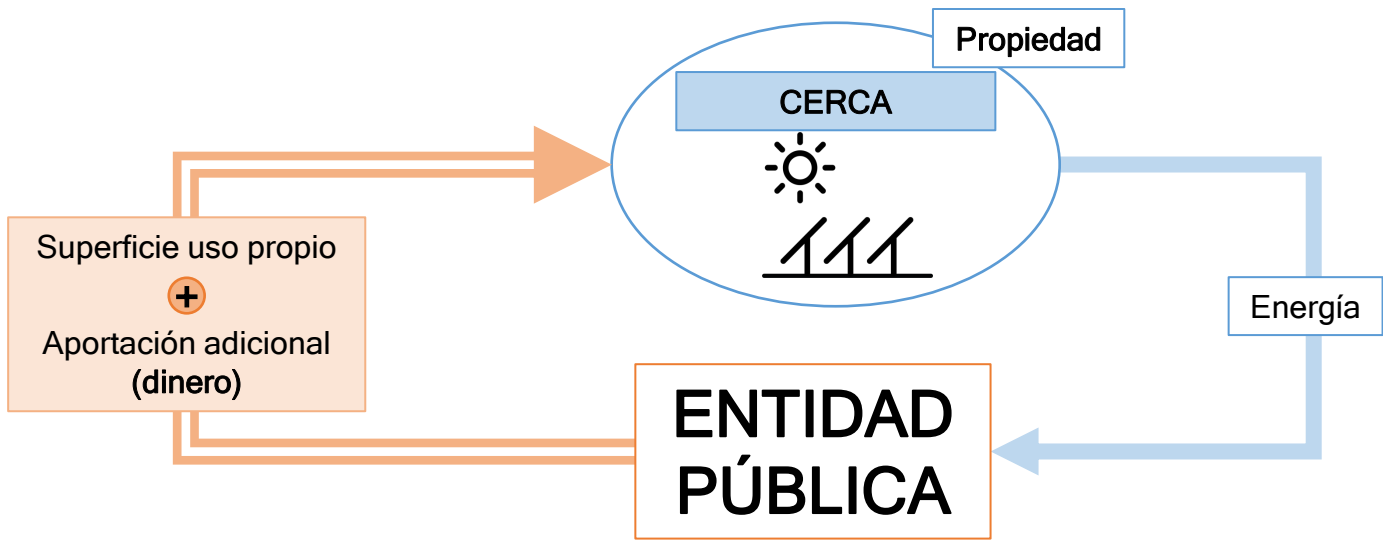 Propiedad
CERCA
Superficie uso propio
+
Aportación adicional
(dinero)
Energía
ENTIDAD
PÚBLICA